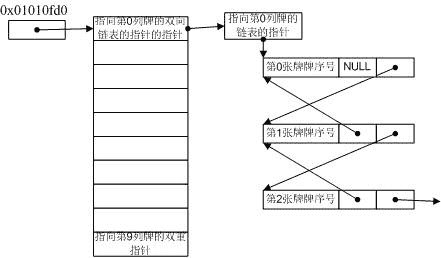 0x01010fd0
指向第0列牌的双向
链表的指针的指针
指向第0列牌的
链表的指针
第0张牌牌序号 NULL
第1张牌牌序号
第2张牌牌序号
指向第9列牌的双重
指针